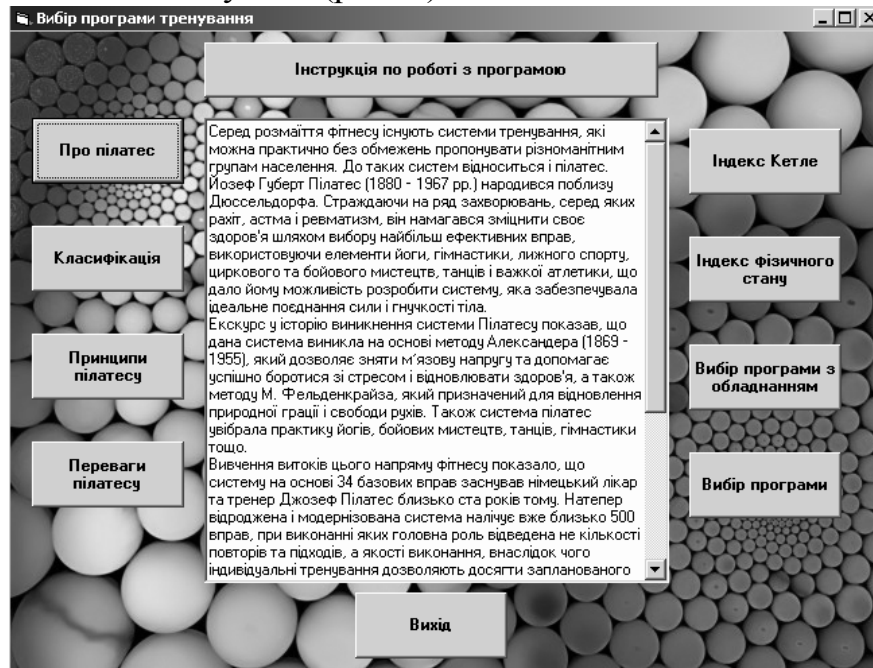 Вибір програми тренування
Інструкція по роботі з програмою
Про пілатес
Класифікація
Принципи
пілатесу
Переваги
пілатесу
Серед розмаїття фітнесу існують системи тренування, які
можна практично без обмежень пропонувати різноманітним
групам населення. До таких систем відноситься і пілатес.
Йозеф Губерт Пілатес (1880 - 1967 рр.) народився поблизу
Дюссельдорфа. Страждаючи на ряд захворювань, серед яких
рахіт, астма і ревматизм, він намагався зміцнити своє
здоров'я шляхом вибору найбільш ефективних вправ,
використовуючи елементи йоги, гімнастики, лижного спорту,
циркового та бойового мистецтв, танців і важкої атлетики, що
дало йому можливість розробити систему, яка забезпечувала
ідеальне поєднання сили і гнучкості тіла.
Екскурс у історію виникнення системи Пілатесу показав, що
дана система виникла на основі методу Александера (1869 -
1955), який дозволяє зняти м´язову напругу та допомагає
успішно боротися зі стресом і відновлювати здоров'я, а також
методу М. Фельденкрайза, який призначений для відновлення
природної грації і свободи рухів. Також система пілатес
увібрала практику йогів, бойових мистецтв, танців, гімнастики
тощо.
Вивчення витоків цього напряму фітнесу показало, що
систему на основі 34 базових вправ заснував німецький лікар
та тренер Джозеф Пілатес близько ста років тому. Натепер
відроджена і модернізована система налічує вже близько 500
вправ, при виконанні яких головна роль відведена не кількості
повторів та підходів, а якості виконання, внаслідок чого
індивідуальні тренування дозволяють досягти запланованого
Індекс Кетле
Індекс фізичного
стану
Вибір програми з
обладнанням
Вибір програми
Вихід